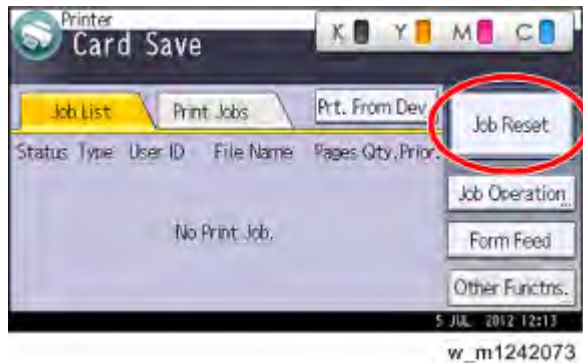 Printer
Card Save
K Y M C
Job List Print Jobs Prt. From Dev.
Job Reset
Status Type User ID File Name Pages Qty. Prior.
Job Operation
No Print Job.
Form Feed
Other Functns.
5 JUL 2012 12:13
w_m1242073